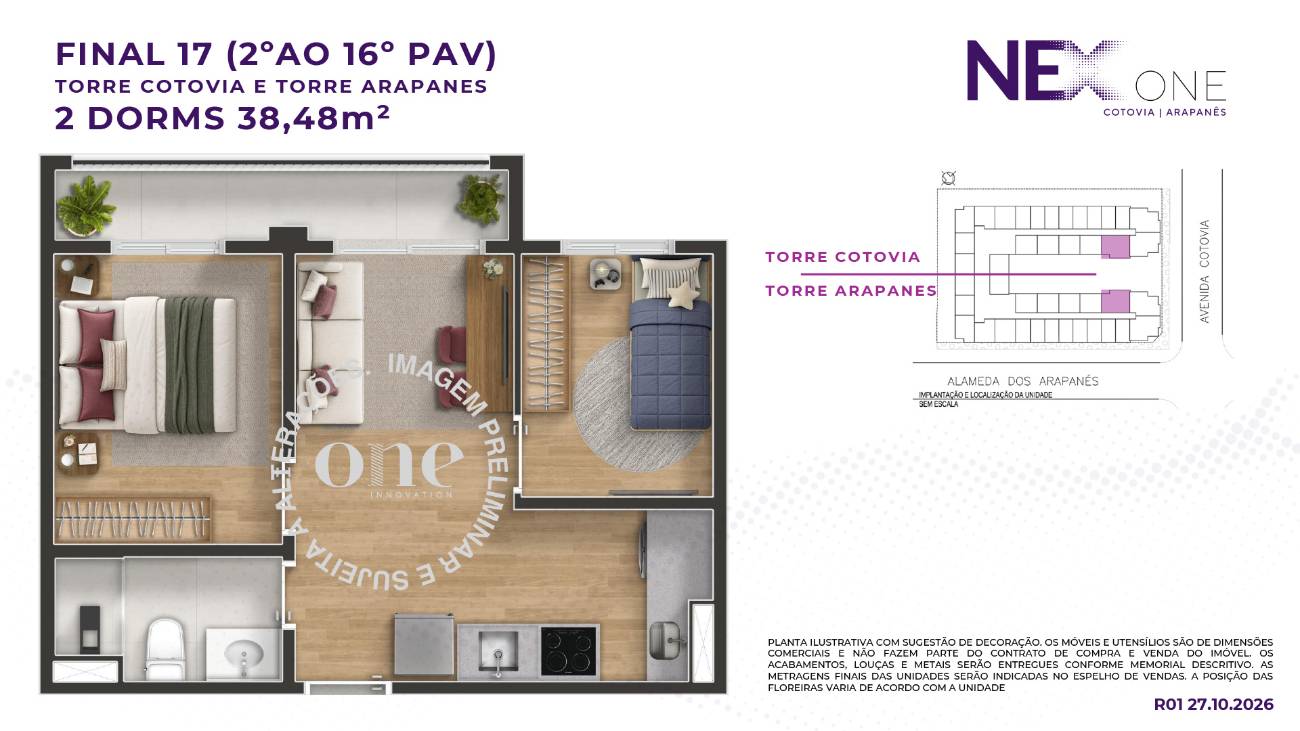 FINAL 17 (2ºAO 16º PAV)
TORRE COTOVIA E TORRE ARAPANES
2 DORMS 38,48m²
NEX ONE
COTOVIA | ARAPANÊS
TORRE COTOVIA
TORRE ARAPANES
AVENIDA COTOVIA
ALAMEDA DOS ARAPANÉS
IMPLANTAÇÃO E LOCALIZAÇÃO DA UNIDADE
SEM ESCALA
IMAGEM PRELIMINAR E SUJEITA A ALTERAÇÕES.
one
INNOVATION
PLANTA ILUSTRATIVA COM SUGESTÃO DE DECORAÇÃO. OS MÓVEIS E UTENSÍLIOS SÃO DE DIMENSÕES
COMERCIAIS E NÃO FAZEM PARTE DO CONTRATO DE COMPRA E VENDA DO IMÓVEL. OS
ACABAMENTOS, LOUÇAS E METAIS SERÃO ENTREGUES CONFORME MEMORIAL DESCRITIVO. AS
METRAGENS FINAIS DAS UNIDADES SERÃO INDICADAS NO ESPELHO DE VENDAS. A POSIÇÃO DAS
FLOREIRAS VARIA DE ACORDO COM A UNIDADE
R01 27.10.2026